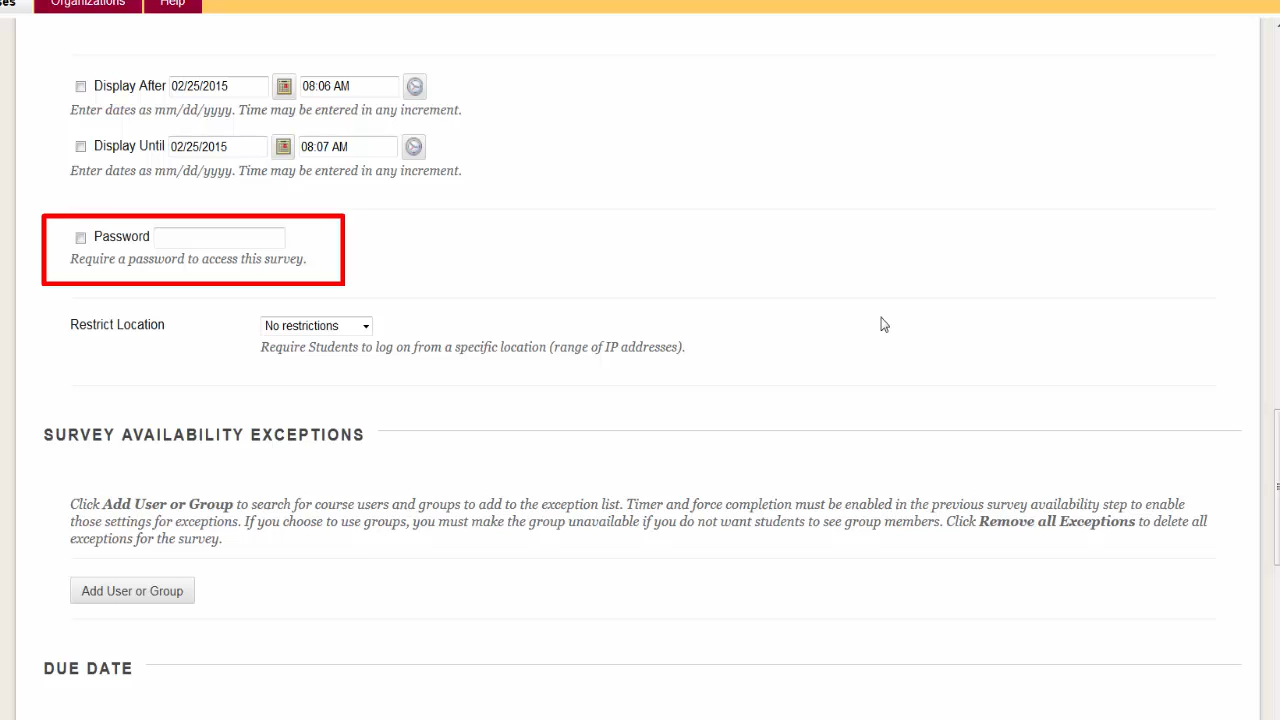 ses Organizations Help
Display After 02/25/2015 08:06 AM
Enter dates as mm/dd/yyyy. Time may be entered in any increment.
Display Until 02/25/2015 08:07 AM
Enter dates as mm/dd/yyyy. Time may be entered in any increment.
Password
Require a password to access this survey.
Restrict Location No restrictions
Require Students to log on from a specific location (range of IP addresses).
SURVEY AVAILABILITY EXCEPTIONS
Click Add User or Group to search for course users and groups to add to the exception list. Timer and force completion must be enabled in the previous survey availability step to enable
those settings for exceptions. If you choose to use groups, you must make the group unavailable if you do not want students to see group members. Click Remove all Exceptions to delete all
exceptions for the survey.
Add User or Group
DUE DATE